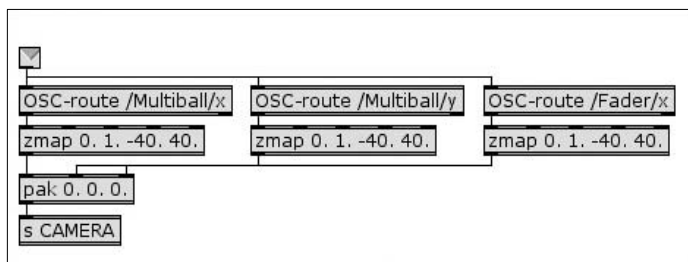 OSC-route /Multiball/x
OSC-route /Multiball/y
OSC-route /Fader/x
zmap 0. 1. -40. 40.
zmap 0. 1. -40. 40.
zmap 0. 1. -40. 40.
pak 0. 0. 0.
s CAMERA